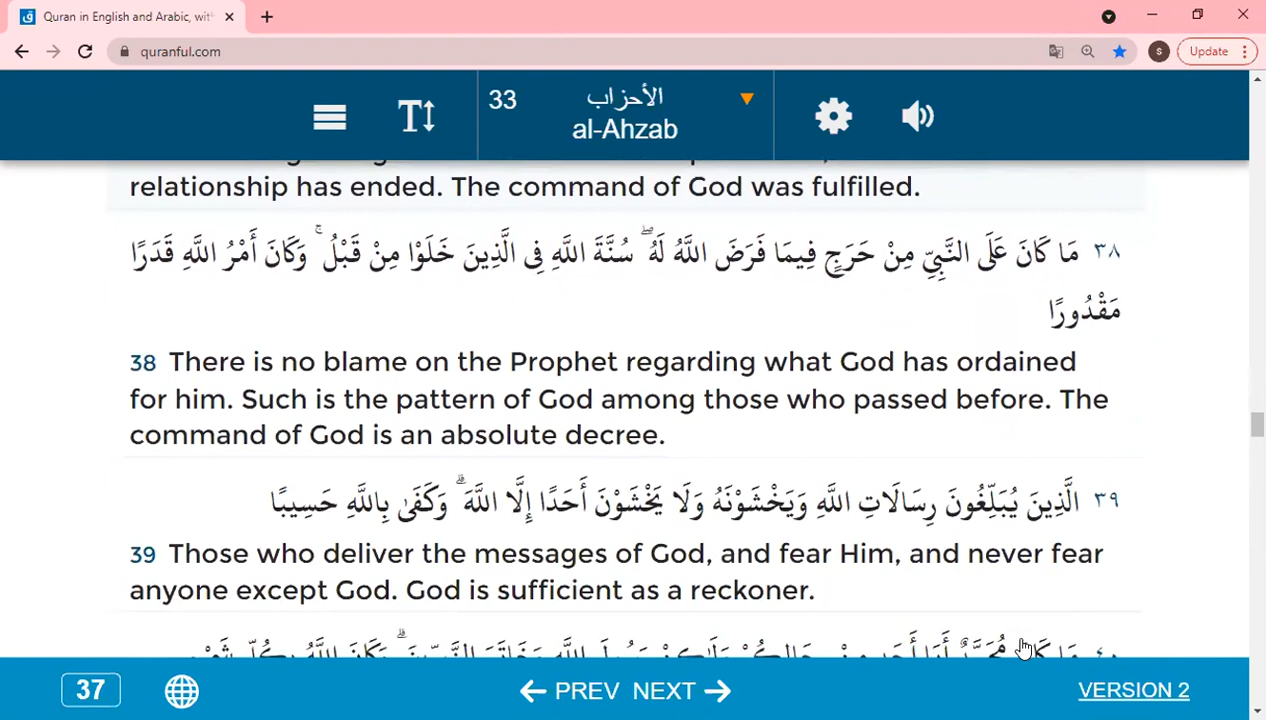 Quran in English and Arabic, wit
quranful.com
Update
33
الأحزاب
al-Ahzab
relationship has ended. The command of God was fulfilled.
٣٨ مَا كَانَ عَلَى النَّبِيِّ مِنْ حَرَجٍ فِيمَا فَرَضَ اللَّهُ لَهُ ۖ سُنَّةَ اللَّهِ فِى الَّذِينَ خَلَوْا مِنْ قَبْلُ ۚ وَكَانَ أَمْرُ اللَّهِ قَدَرًا
مَقْدُورًا
38 There is no blame on the Prophet regarding what God has ordained
for him. Such is the pattern of God among those who passed before. The
command of God is an absolute decree.
٣٩ الَّذِينَ يُبَلِّغُونَ رِسَالَاتِ اللَّهِ وَيَخْشَوْنَهُ وَلَا يَخْشَوْنَ أَحَدًا إِلَّا اللَّهَ ۗ وَكَفَىٰ بِاللَّهِ حَسِيبًا
39 Those who deliver the messages of God, and fear Him, and never fear
anyone except God. God is sufficient as a reckoner.
37
PREV NEXT
VERSION 2